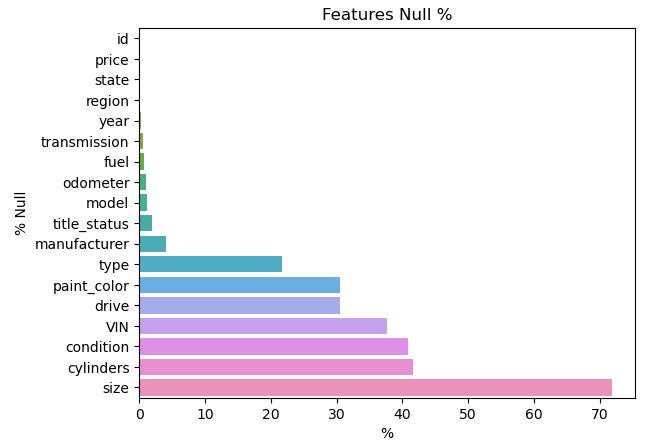 Features Null %
id
price
state
region
year
transmission
fuel
odometer
model
title_status
manufacturer
type
paint_color
drive
VIN
condition
cylinders
size
% Null
0 10 20 30 40 50 60 70
%